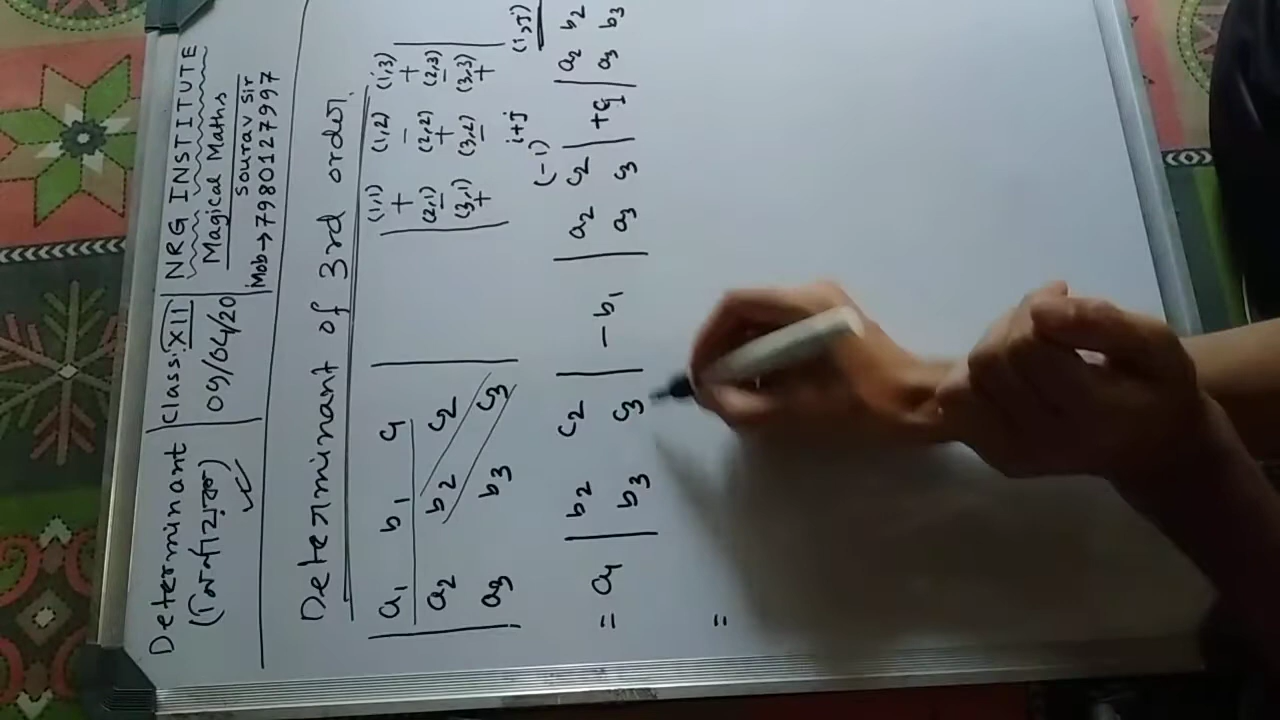 Determinant | Class: XII | NRG INSTITUTE
(নির্ণায়ক) | 09/04/20 | Magical Maths
Sourav Sir
Mob→7980127997
Determinant of 3rd order.
| a1 b1 c1 | | (1,1) + (1,2) − (1,3) + |
| a2 b2 c2 | | (2,1) − (2,2) + (2,3) − |
| a3 b3 c3 | | (3,1) + (3,2) − (3,3) + |
(-1)^i+j (i,j)
= a1 | b2 c2 | − b1 | a2 c2 | + c1 | a2 b2
| b3 c3 | | a3 c3 | | a3 b3
=